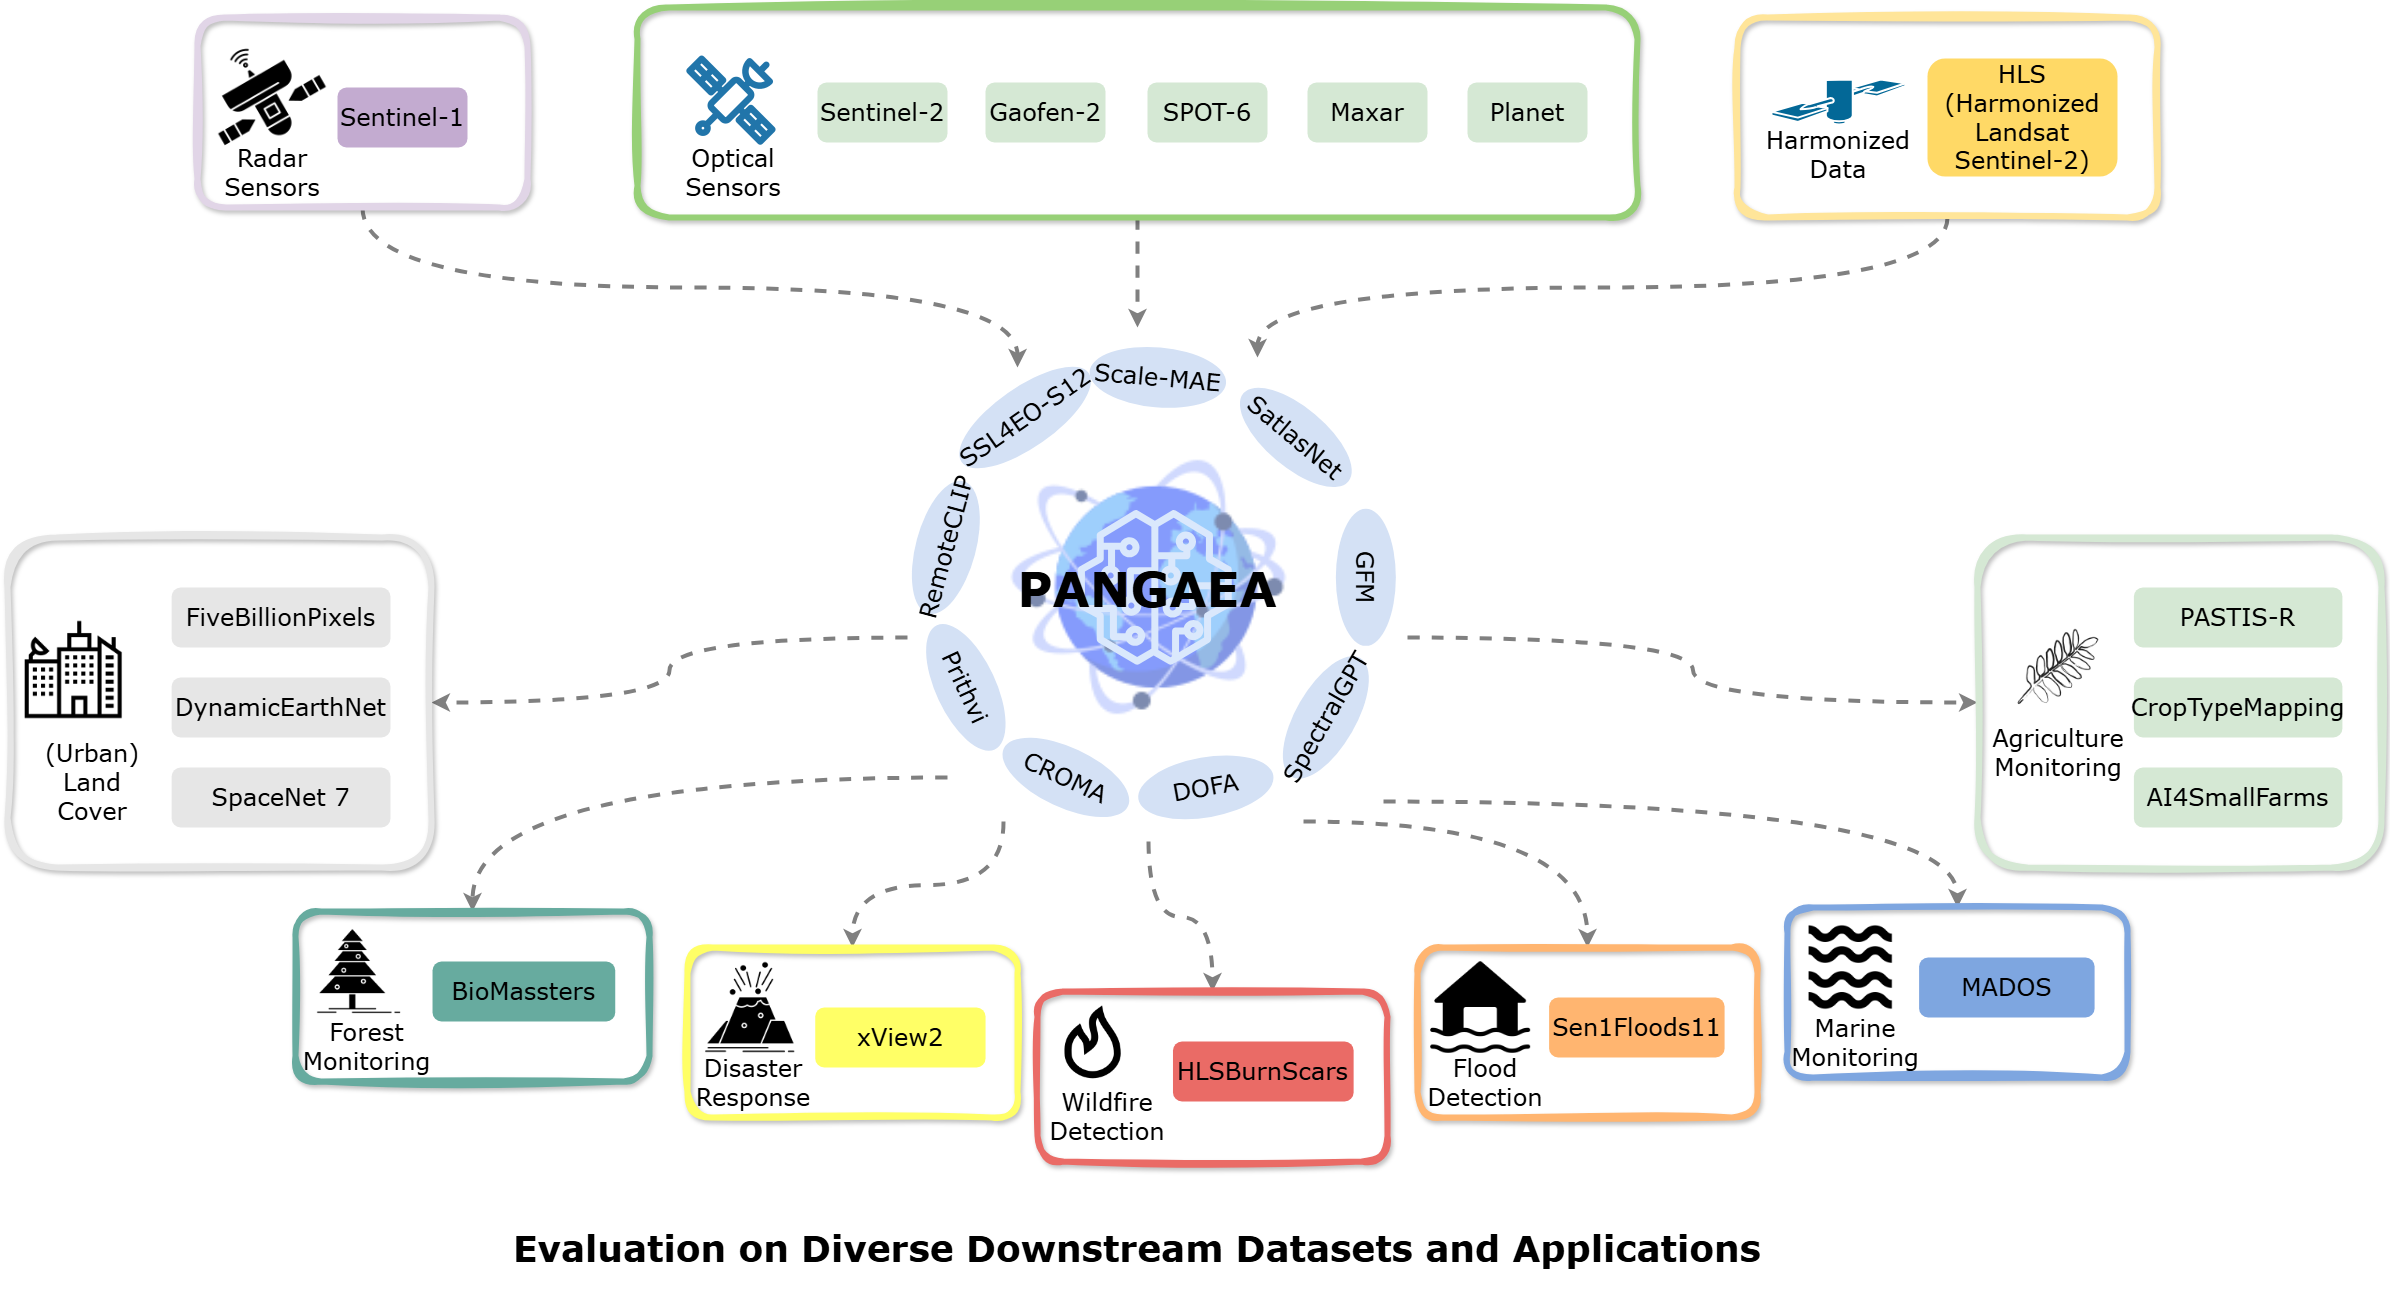 Radar
Sensors
Sentinel-1
Optical
Sensors
Sentinel-2
Gaofen-2
SPOT-6
Maxar
Planet
Harmonized
Data
HLS
(Harmonized
Landsat
Sentinel-2)
Scale-MAE
SSL4EO-S12
SatlasNet
RemoteCLIP
GFM
PANGAEA
Prithvi
SpectralGPT
CROMA
DOFA
(Urban)
Land
Cover
FiveBillionPixels
DynamicEarthNet
SpaceNet 7
Agriculture
Monitoring
PASTIS-R
CropTypeMapping
AI4SmallFarms
Forest
Monitoring
BioMassters
Disaster
Response
xView2
Wildfire
Detection
HLSBurnScars
Flood
Detection
Sen1Floods11
Marine
Monitoring
MADOS
Evaluation on Diverse Downstream Datasets and Applications